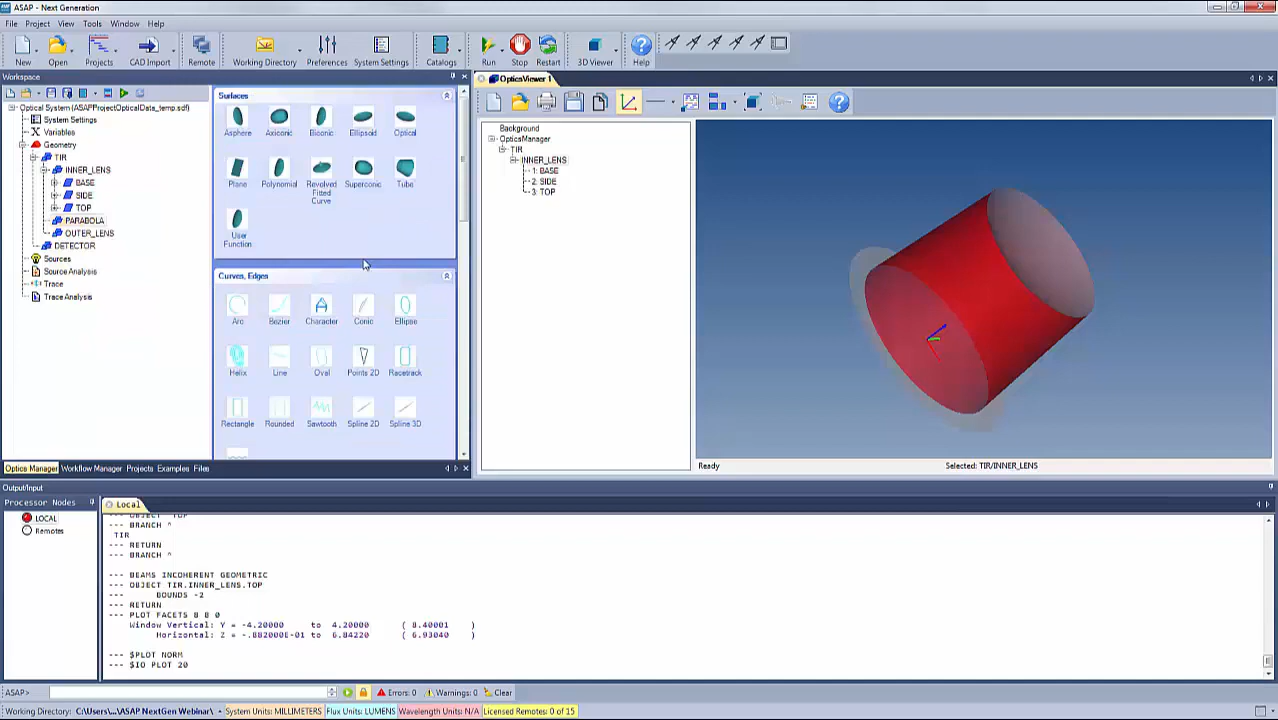 ASAP - Next Generation
File Project View Tools Window Help
New Open Projects CAD Import Remote Working Directory Preferences System Settings Catalogs Run Stop Restart 3D Viewer Help
Workspace
OpticsViewer 1
Optical System (ASAPProjectOpticalData_temp.sdf)
System Settings
Variables
Geometry
TIR
INNER_LENS
BASE
SIDE
TOP
PARABOLA
OUTER_LENS
DETECTOR
Sources
Source Analysis
Trace
Trace Analysis
Surfaces
Asphere Axiconic Biconic Ellipsoid Optical
Plane Polynomial Revolved Fitted Curve Superconic Tube
User Function
Curves, Edges
Arc Bezier Character Conic Ellipse
Helix Line Oval Points 2D Racetrack
Rectangle Rounded Sawtooth Spline 2D Spline 3D
Background
OpticsManager
TIR
INNER_LENS
1: BASE
2: SIDE
3: TOP
Ready Selected: TIR/INNER_LENS
Optics Manager Workflow Manager Projects Examples Files
Output/Input
Processor Nodes
LOCAL
Remotes
Local
--- OBJECT 'TOP'
--- BRANCH ^
TIR
--- RETURN
--- BRANCH ^
--- BEAMS INCOHERENT GEOMETRIC
--- OBJECT TIR.INNER_LENS.TOP
--- BOUNDS -2
--- RETURN
--- PLOT FACETS 8 8 0
Window Vertical: Y = -4.20000 to 4.20000 ( 8.40001 )
Horizontal: Z = -.882000E-01 to 6.84220 ( 6.93040 )
--- $PLOT NORM
--- $IO PLOT 20
ASAP> Errors: 0 Warnings: 0 Clear
Working Directory: C:\Users\...\ASAP NextGen Webinar\ System Units: MILLIMETERS Flux Units: LUMENS Wavelength Units: N/A Licensed Remotes: 0 of 15